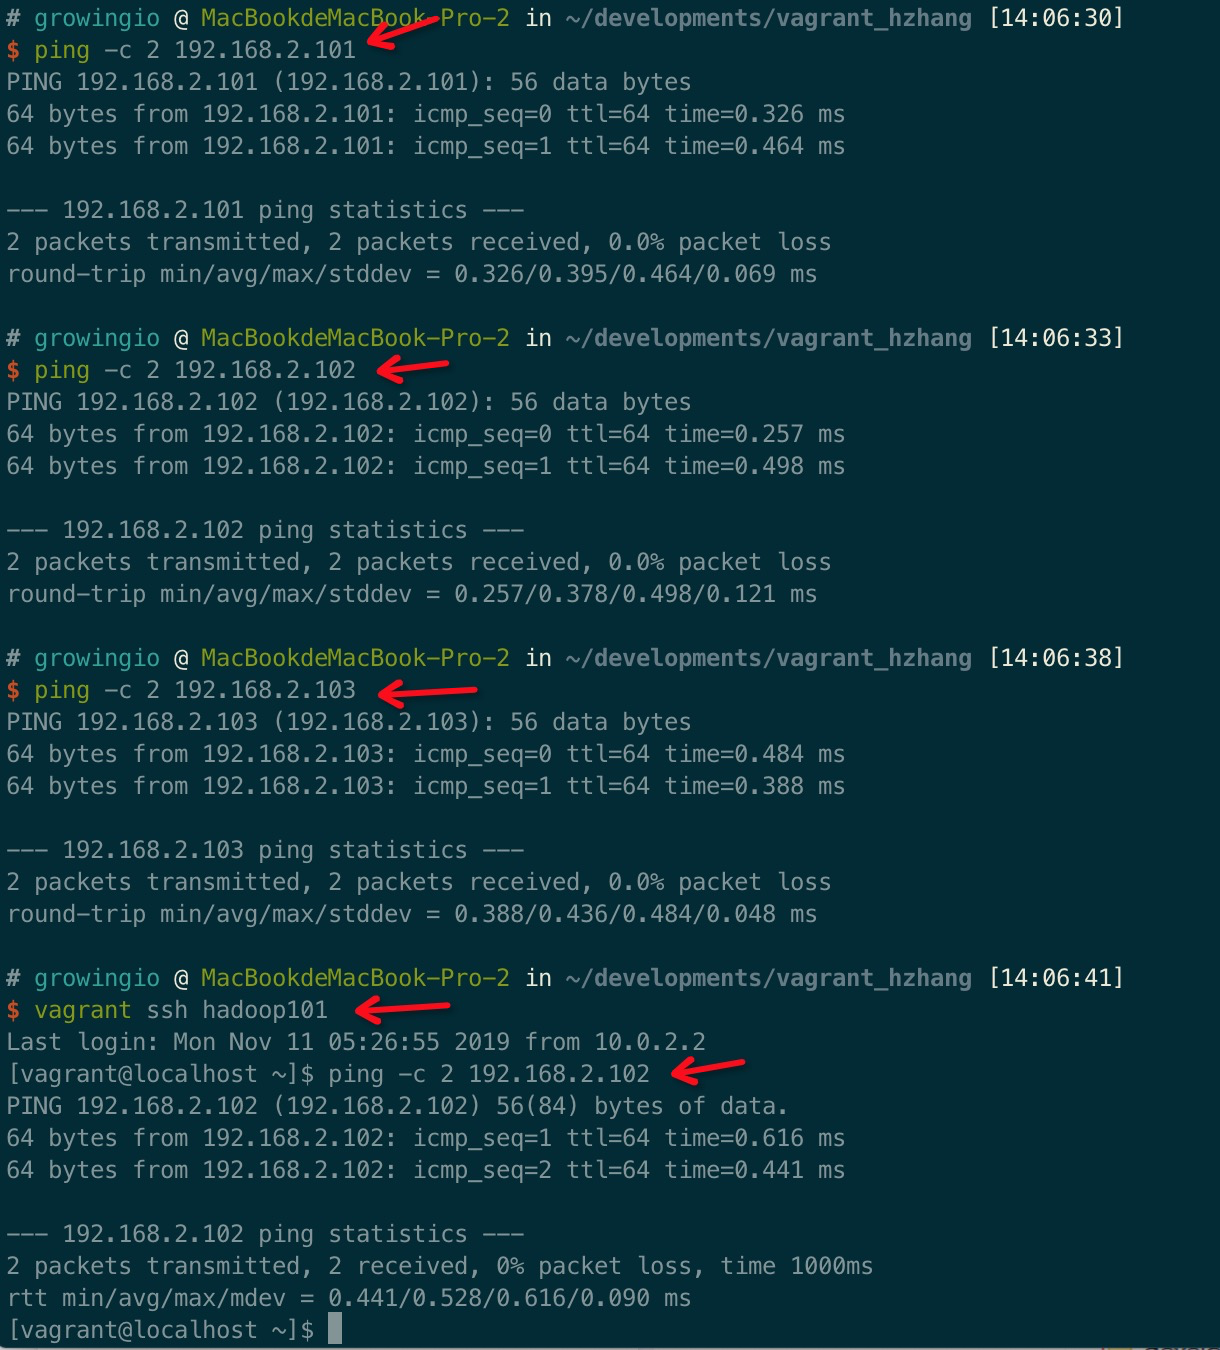 # growingio @ MacBookdeMacBook-Pro-2 in ~/developments/vagrant_hzhang [14:06:30]
$ ping -c 2 192.168.2.101
PING 192.168.2.101 (192.168.2.101): 56 data bytes
64 bytes from 192.168.2.101: icmp_seq=0 ttl=64 time=0.326 ms
64 bytes from 192.168.2.101: icmp_seq=1 ttl=64 time=0.464 ms
--- 192.168.2.101 ping statistics ---
2 packets transmitted, 2 packets received, 0.0% packet loss
round-trip min/avg/max/stddev = 0.326/0.395/0.464/0.069 ms
# growingio @ MacBookdeMacBook-Pro-2 in ~/developments/vagrant_hzhang [14:06:33]
$ ping -c 2 192.168.2.102
PING 192.168.2.102 (192.168.2.102): 56 data bytes
64 bytes from 192.168.2.102: icmp_seq=0 ttl=64 time=0.257 ms
64 bytes from 192.168.2.102: icmp_seq=1 ttl=64 time=0.498 ms
--- 192.168.2.102 ping statistics ---
2 packets transmitted, 2 packets received, 0.0% packet loss
round-trip min/avg/max/stddev = 0.257/0.378/0.498/0.121 ms
# growingio @ MacBookdeMacBook-Pro-2 in ~/developments/vagrant_hzhang [14:06:38]
$ ping -c 2 192.168.2.103
PING 192.168.2.103 (192.168.2.103): 56 data bytes
64 bytes from 192.168.2.103: icmp_seq=0 ttl=64 time=0.484 ms
64 bytes from 192.168.2.103: icmp_seq=1 ttl=64 time=0.388 ms
--- 192.168.2.103 ping statistics ---
2 packets transmitted, 2 packets received, 0.0% packet loss
round-trip min/avg/max/stddev = 0.388/0.436/0.484/0.048 ms
# growingio @ MacBookdeMacBook-Pro-2 in ~/developments/vagrant_hzhang [14:06:41]
$ vagrant ssh hadoop101
Last login: Mon Nov 11 05:26:55 2019 from 10.0.2.2
[vagrant@localhost ~]$ ping -c 2 192.168.2.102
PING 192.168.2.102 (192.168.2.102) 56(84) bytes of data.
64 bytes from 192.168.2.102: icmp_seq=1 ttl=64 time=0.616 ms
64 bytes from 192.168.2.102: icmp_seq=2 ttl=64 time=0.441 ms
--- 192.168.2.102 ping statistics ---
2 packets transmitted, 2 received, 0% packet loss, time 1000ms
rtt min/avg/max/mdev = 0.441/0.528/0.616/0.090 ms
[vagrant@localhost ~]$